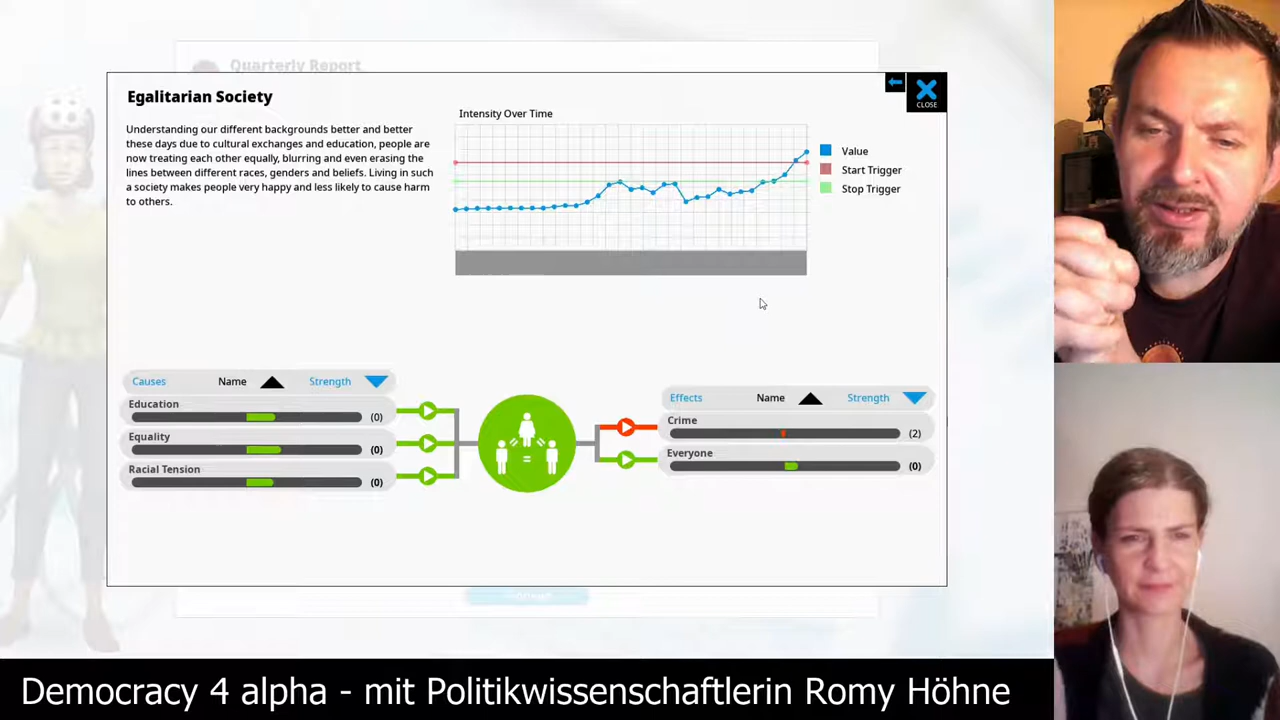 Quarterly Report
Egalitarian Society
CLOSE
Understanding our different backgrounds better and better
these days due to cultural exchanges and education, people are
now treating each other equally, blurring and even erasing the
lines between different races, genders and beliefs. Living in such
a society makes people very happy and less likely to cause harm
to others.
Intensity Over Time
Value
Start Trigger
Stop Trigger
Causes Name Strength
Education (0)
Equality (0)
Racial Tension (0)
=
Effects Name Strength
Crime (2)
Everyone (0)
Democracy 4 alpha - mit Politikwissenschaftlerin Romy Höhne